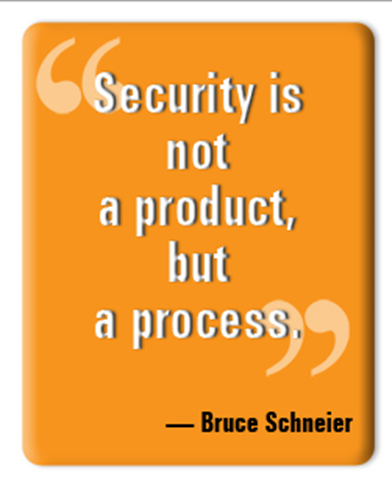 “Security is
not
a product,
but
a process.”
— Bruce Schneier